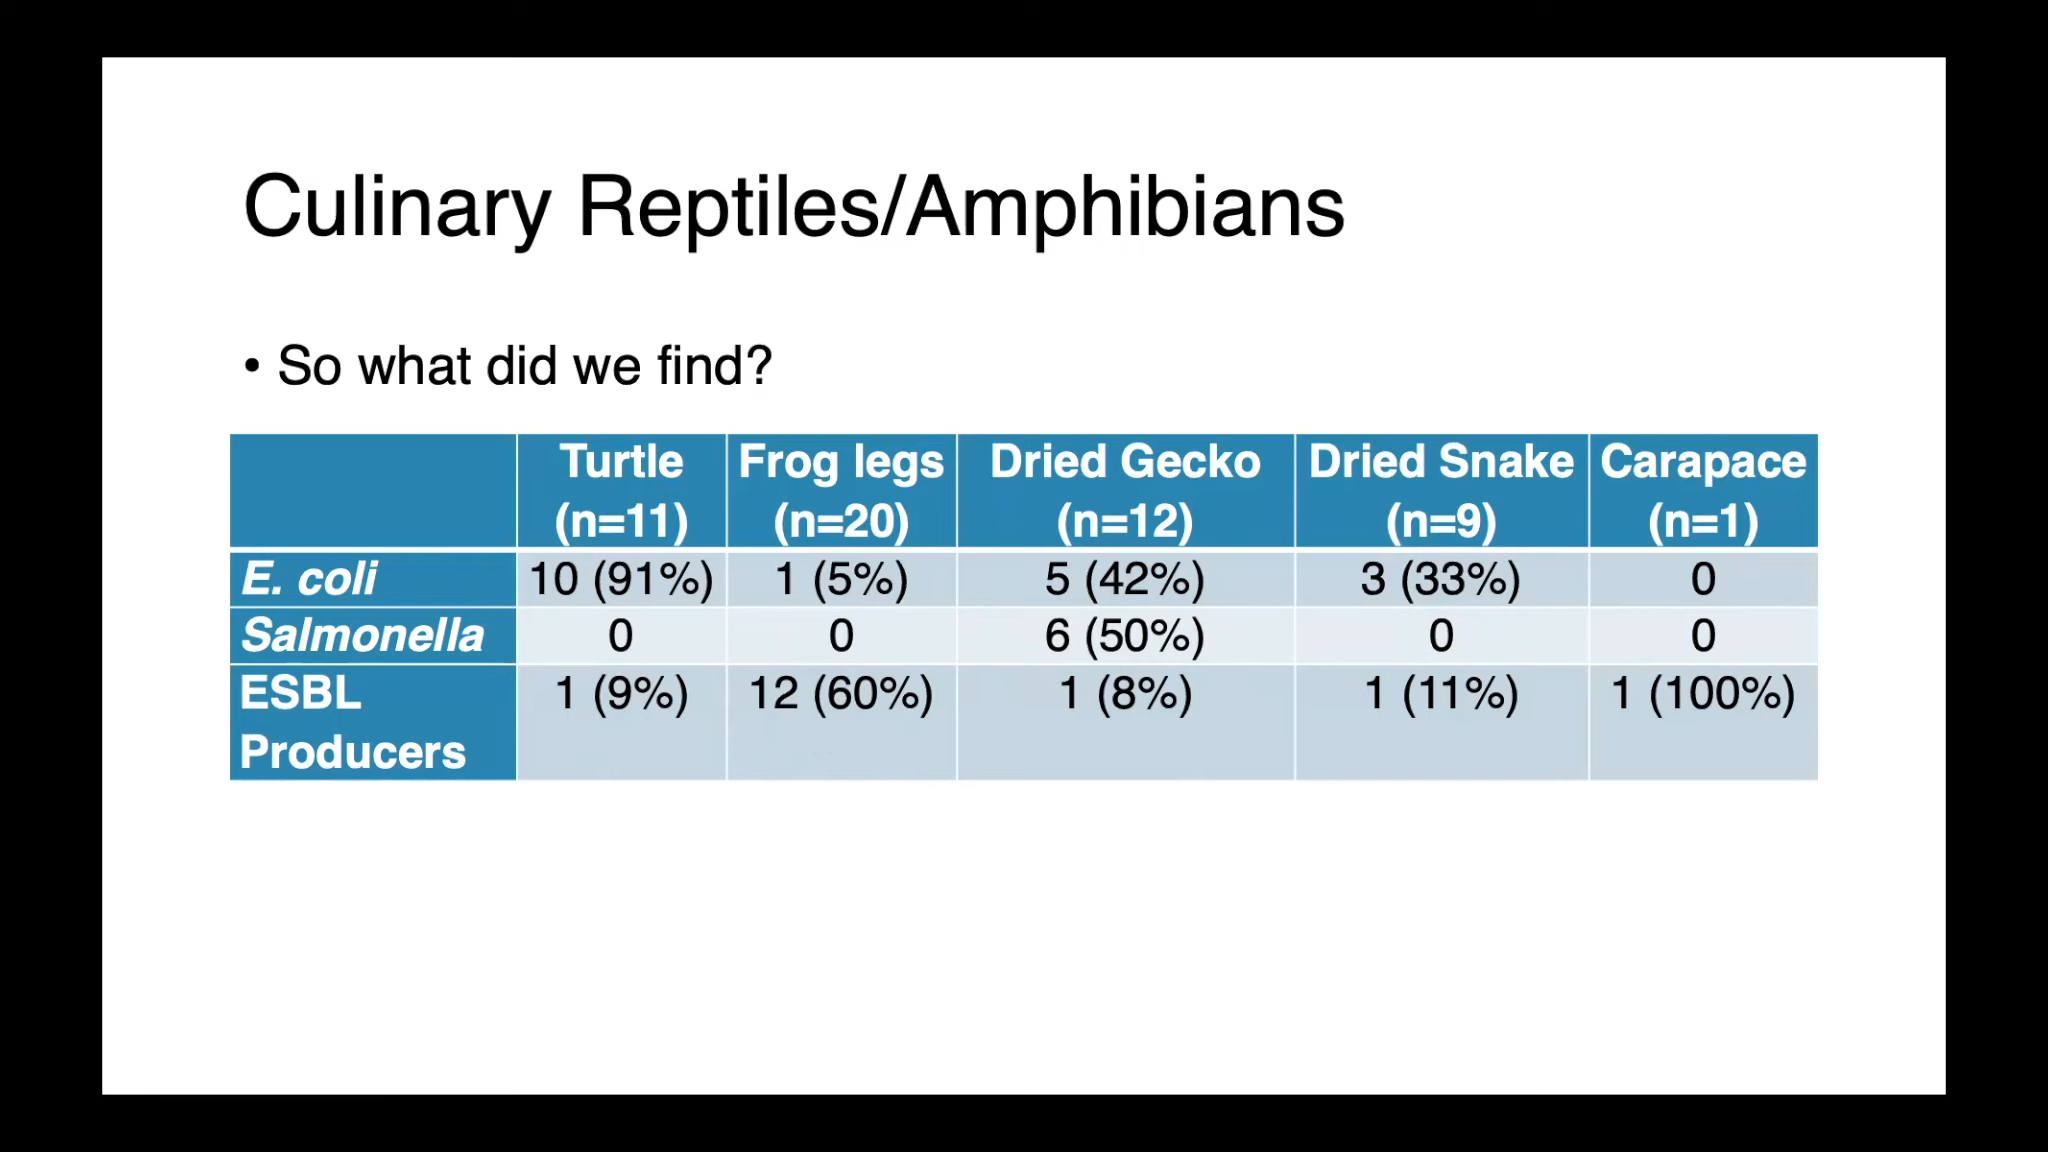 Culinary Reptiles/Amphibians
• So what did we find?
Turtle (n=11) Frog legs (n=20) Dried Gecko (n=12) Dried Snake (n=9) Carapace (n=1)
E. coli 10 (91%) 1 (5%) 5 (42%) 3 (33%) 0
Salmonella 0 0 6 (50%) 0 0
ESBL Producers 1 (9%) 12 (60%) 1 (8%) 1 (11%) 1 (100%)